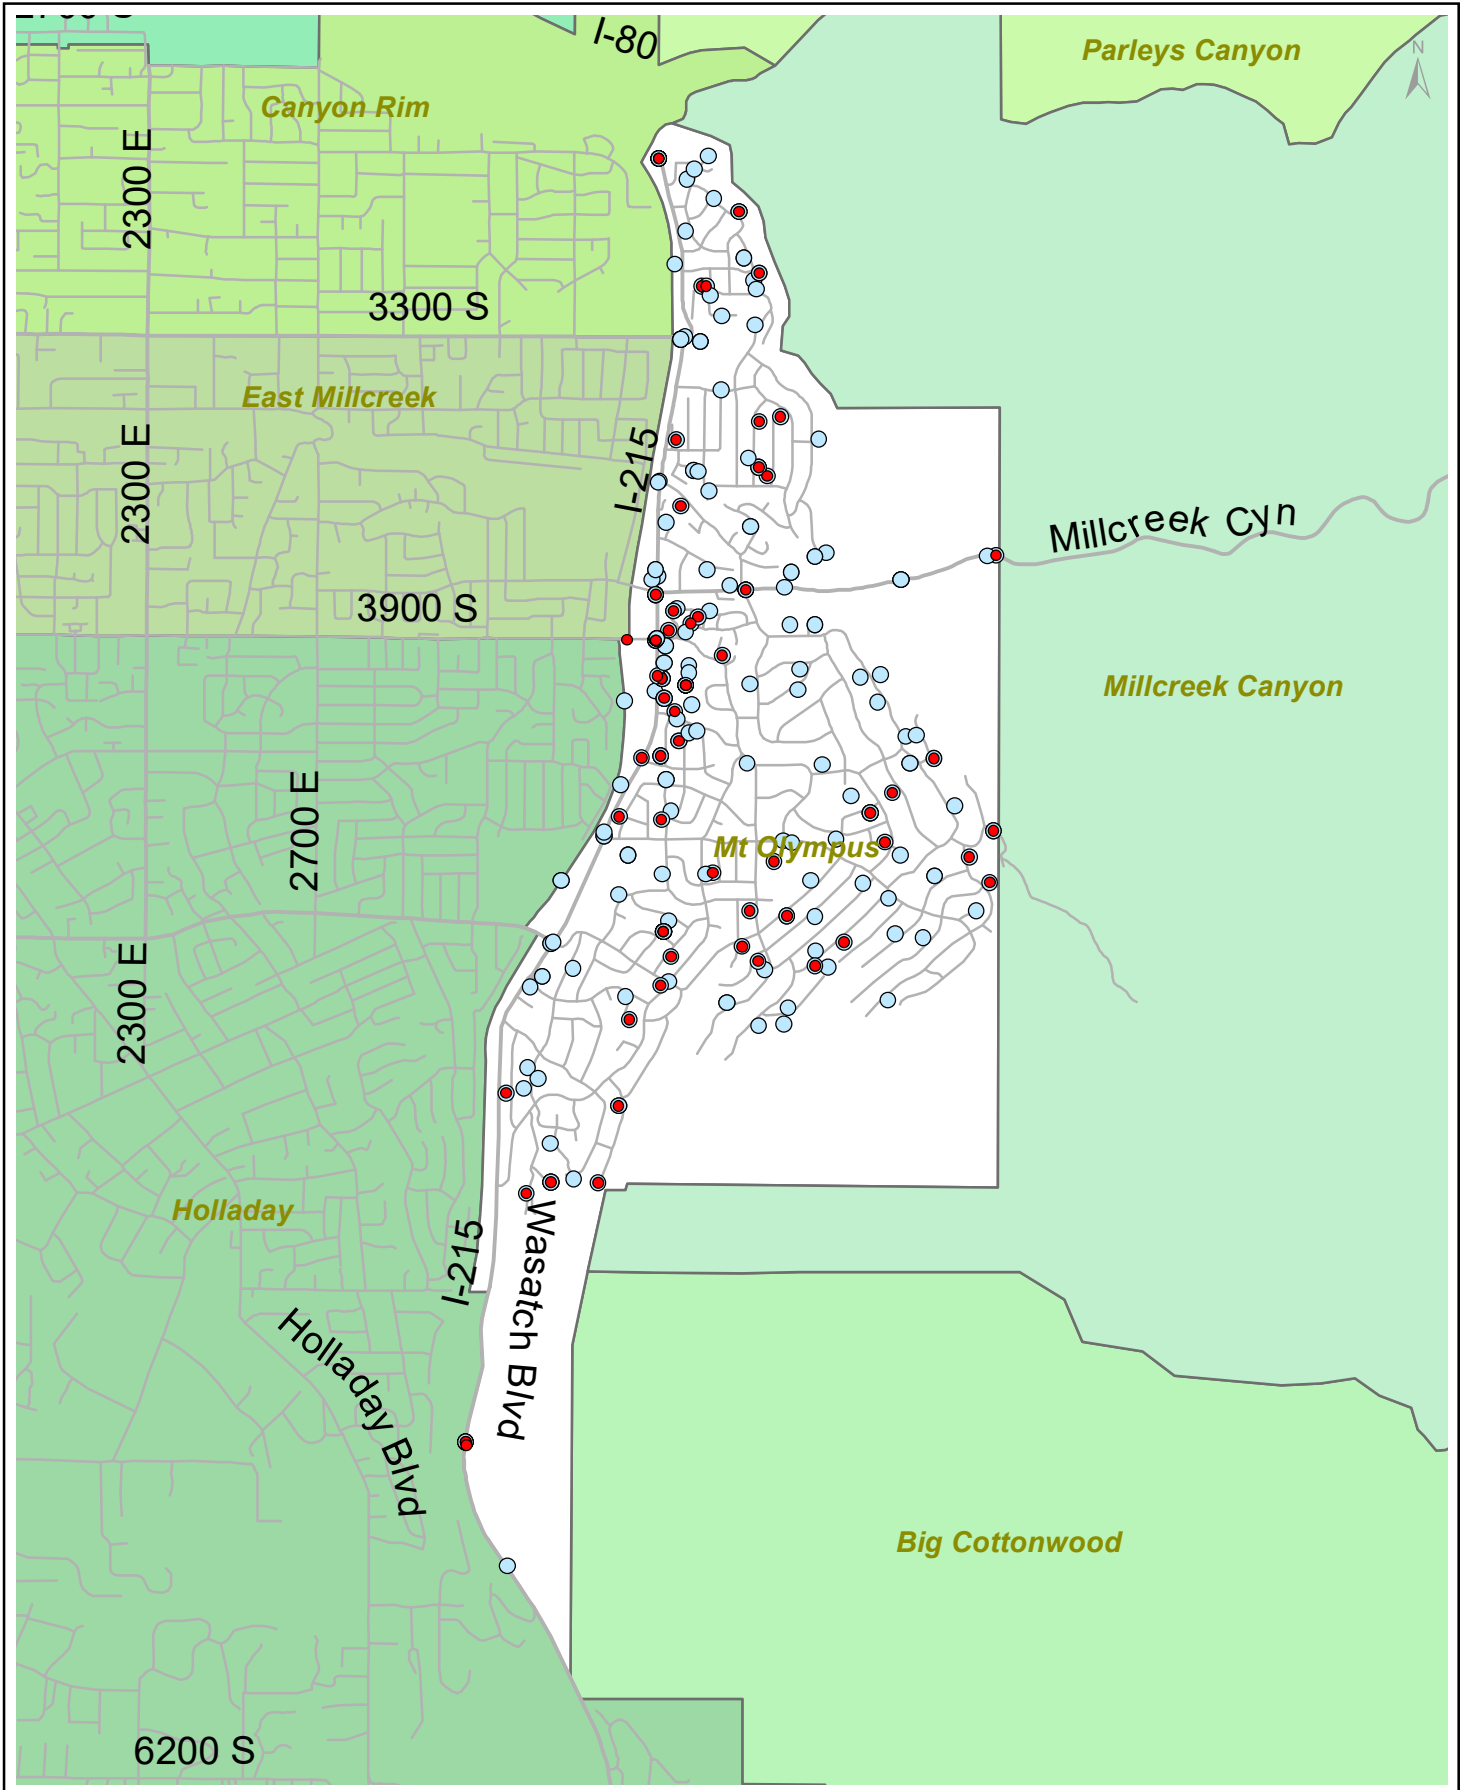 I-80
Parleys Canyon
N
Canyon Rim
2300 E
3300 S
East Millcreek
2300 E
I-215
Millcreek Cyn
3900 S
Millcreek Canyon
2700 E
Mt Olympus
2300 E
Holladay
I-215
Wasatch Blvd
Holladay Blvd
Big Cottonwood
6200 S